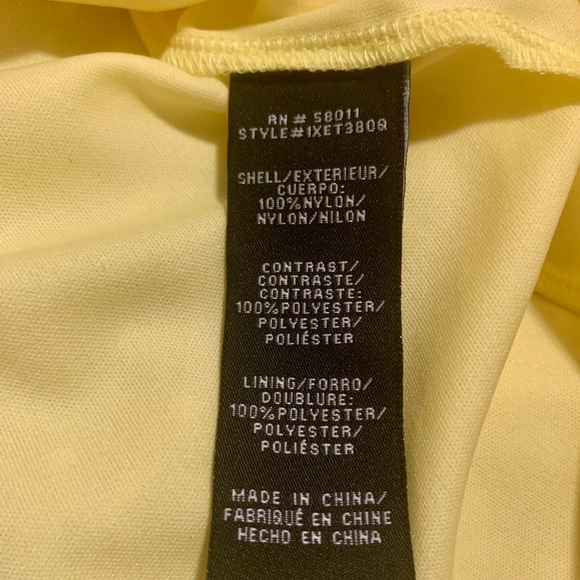 RN # 58011
STYLE#1XET380Q
SHELL/EXTERIEUR/
CUERPO:
100%NYLON/
NYLON/NILON
CONTRAST/
CONTRASTE/
CONTRASTE:
100%POLYESTER/
POLYESTER/
POLIÉSTER
LINING/FORRO/
DOUBLURE:
100%POLYESTER/
POLYESTER/
POLIÉSTER
MADE IN CHINA/
FABRIQUÉ EN CHINE
HECHO EN CHINA